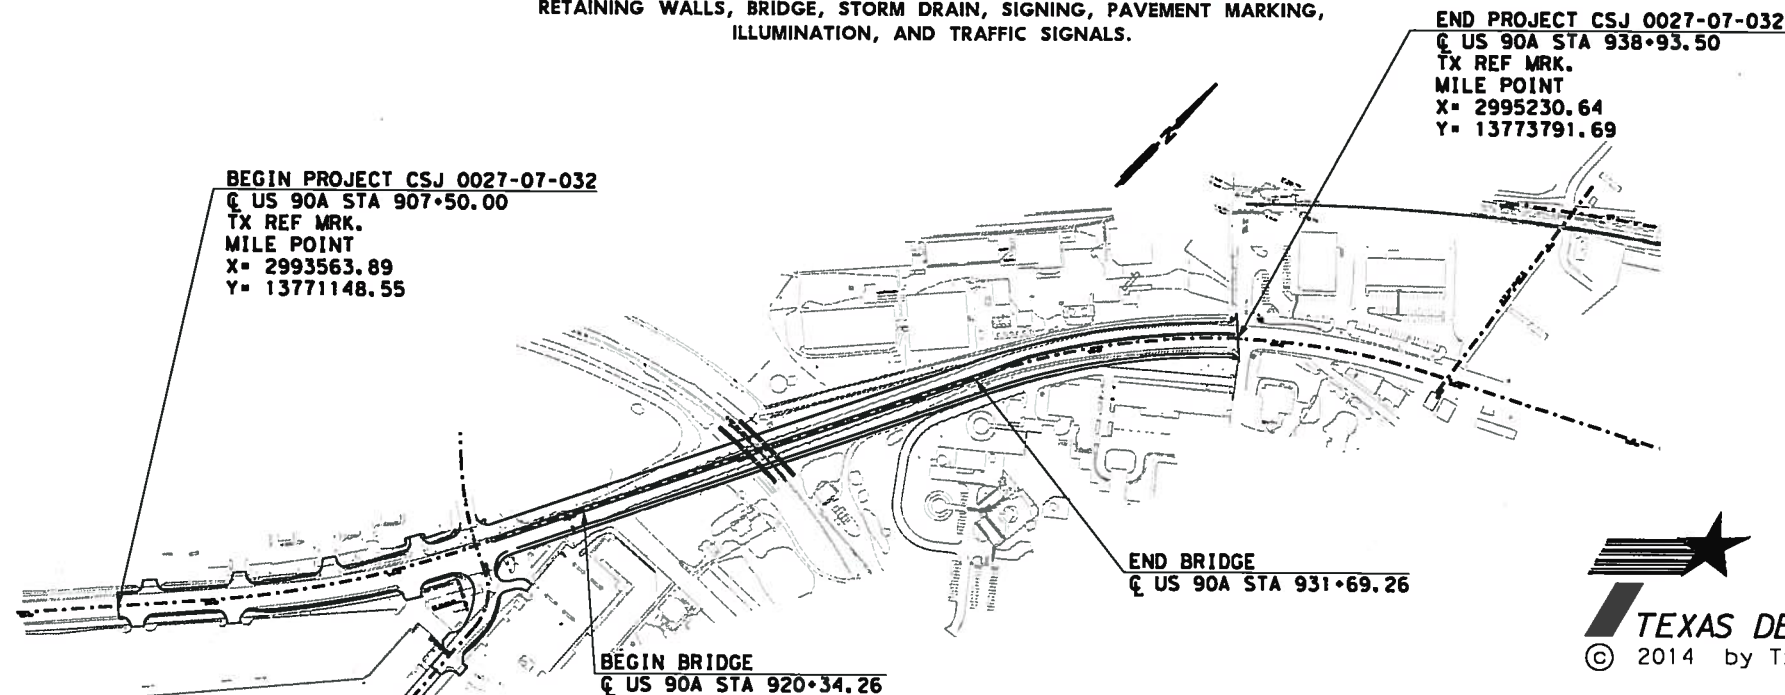 RETAINING WALLS, BRIDGE, STORM DRAIN, SIGNING, PAVEMENT MARKING,
ILLUMINATION, AND TRAFFIC SIGNALS.
END PROJECT CSJ 0027-07-032
℄ US 90A STA 938+93.50
TX REF MRK.
MILE POINT
X= 2995230.64
Y= 13773791.69
N
BEGIN PROJECT CSJ 0027-07-032
℄ US 90A STA 907+50.00
TX REF MRK.
MILE POINT
X= 2993563.89
Y= 13771148.55
END BRIDGE
℄ US 90A STA 931+69.26
BEGIN BRIDGE
℄ US 90A STA 920+34.26
TEXAS DE
© 2014 by T